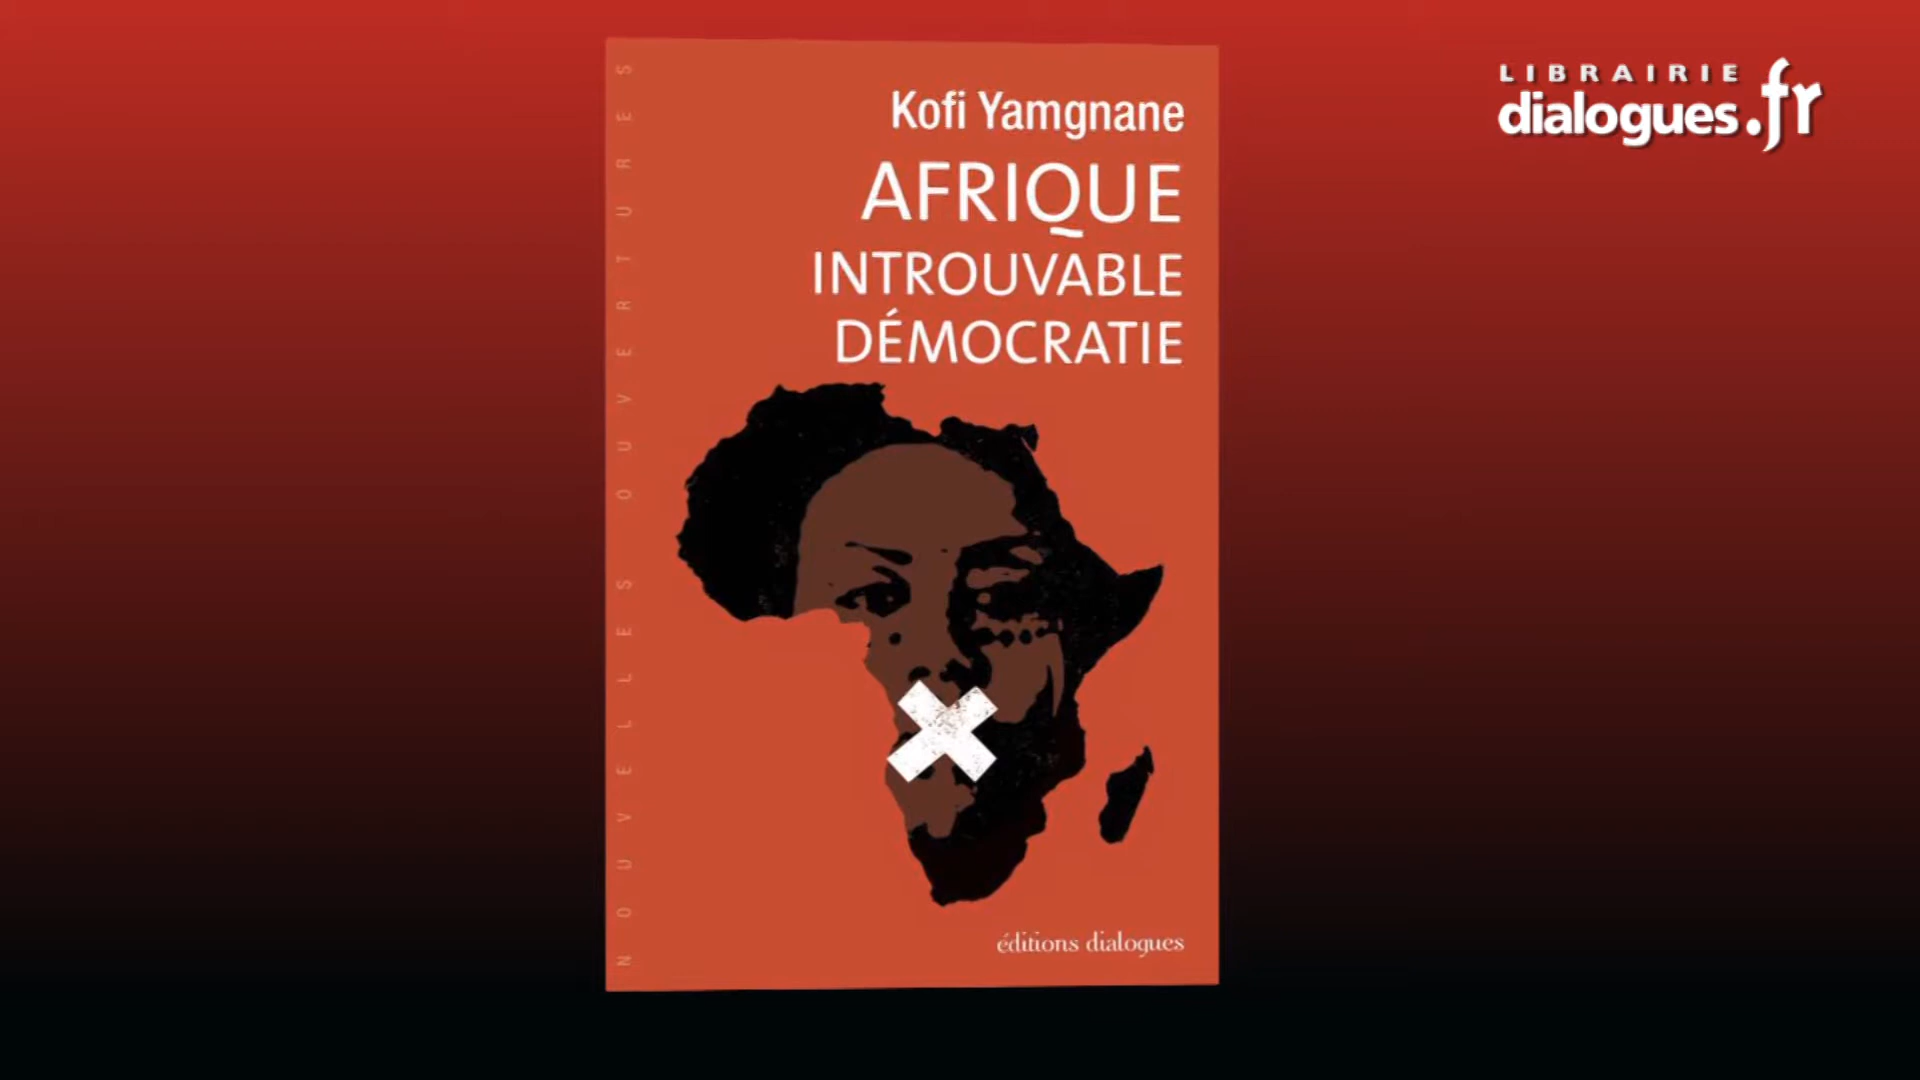 LIBRAIRIE
dialogues.fr
Kofi Yamgnane
AFRIQUE
INTROUVABLE
DÉMOCRATIE
NOUVELLES OUVERTURES
éditions dialogues